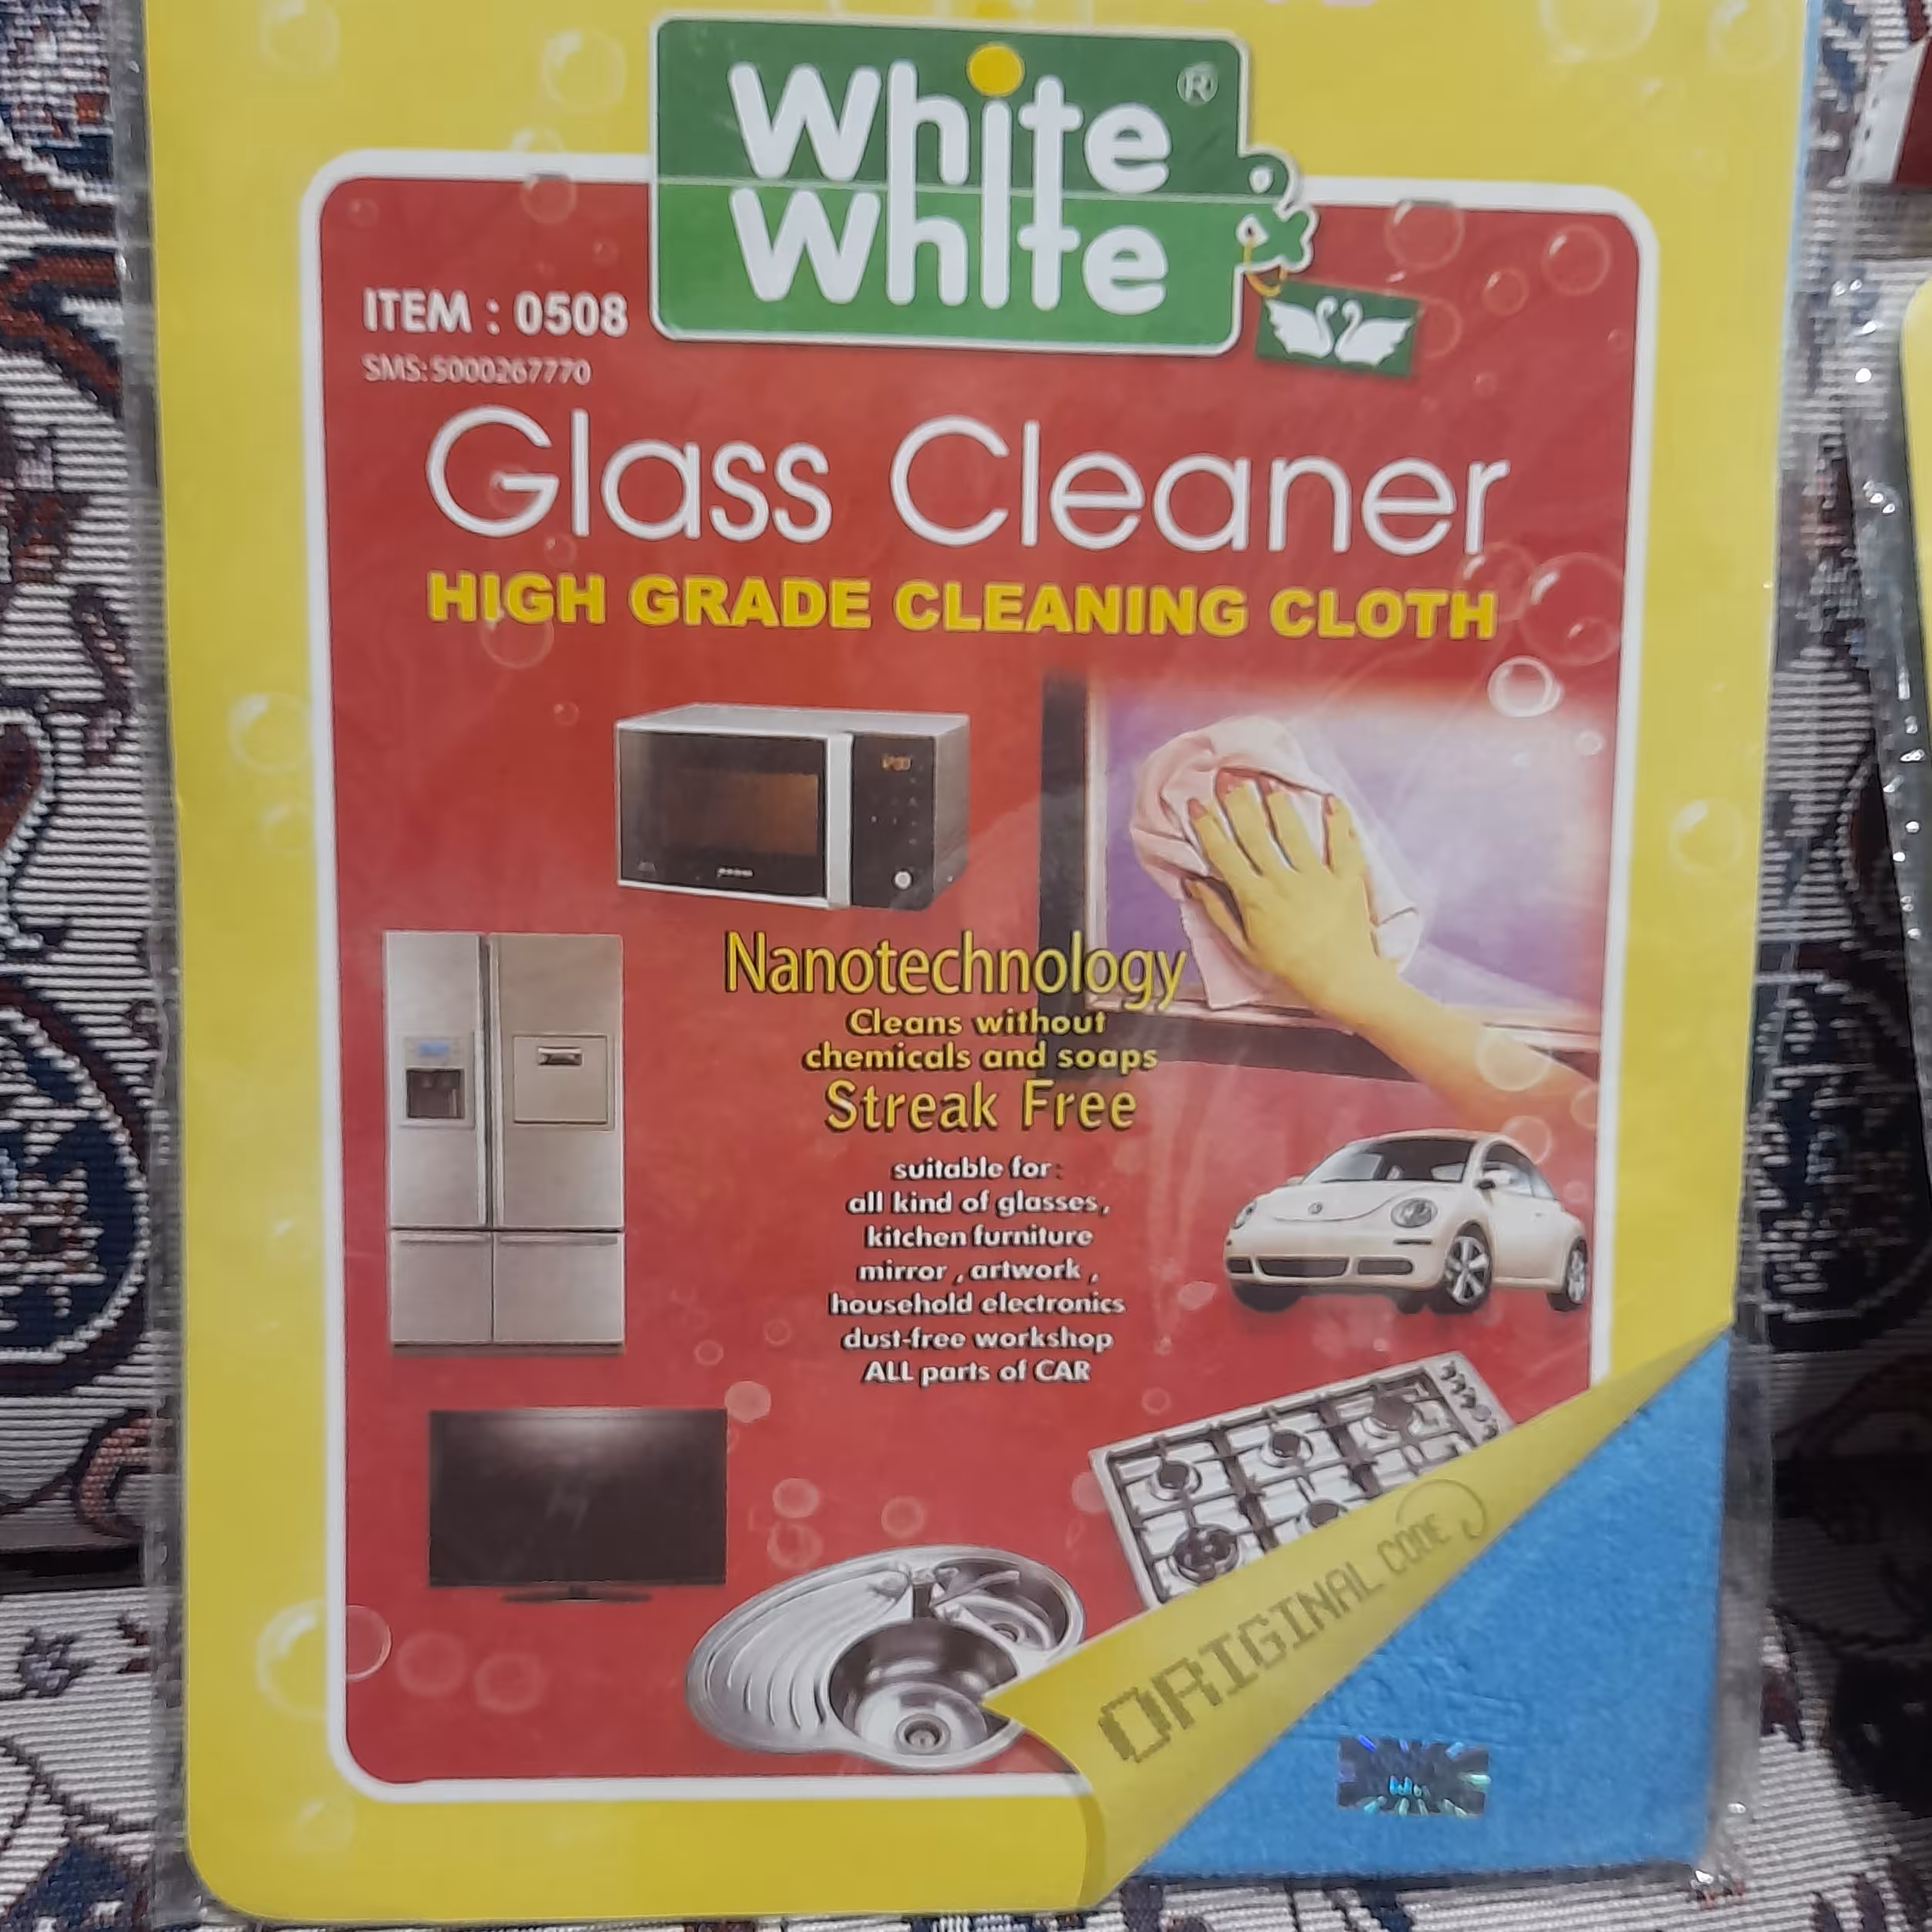 White ®
White
ITEM : 0508
SMS:5000267770
Glass Cleaner
HIGH GRADE CLEANING CLOTH
Nanotechnology
Cleans without
chemicals and soaps
Streak Free
suitable for:
all kind of glasses,
kitchen furniture
mirror , artwork ,
household electronics
dust-free workshop
ALL parts of CAR
ORIGINAL CODE